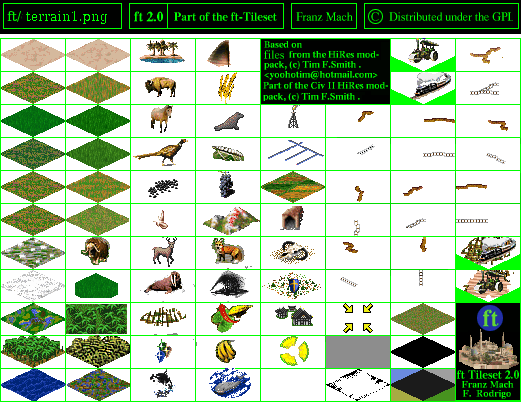 ft/ terrain1.png
ft 2.0
Part of the ft-Tileset
Franz Mach
© Distributed under the GPL
Based on
files from the HiRes mod-
pack, (c) Tim F.Smith .
<yoohotim@hotmail.com>
Part of the Civ II HiRes mod-
pack, (c) Tim F.Smith .
ft
ft Tileset 2.0
Franz Mach
F. Rodrigo